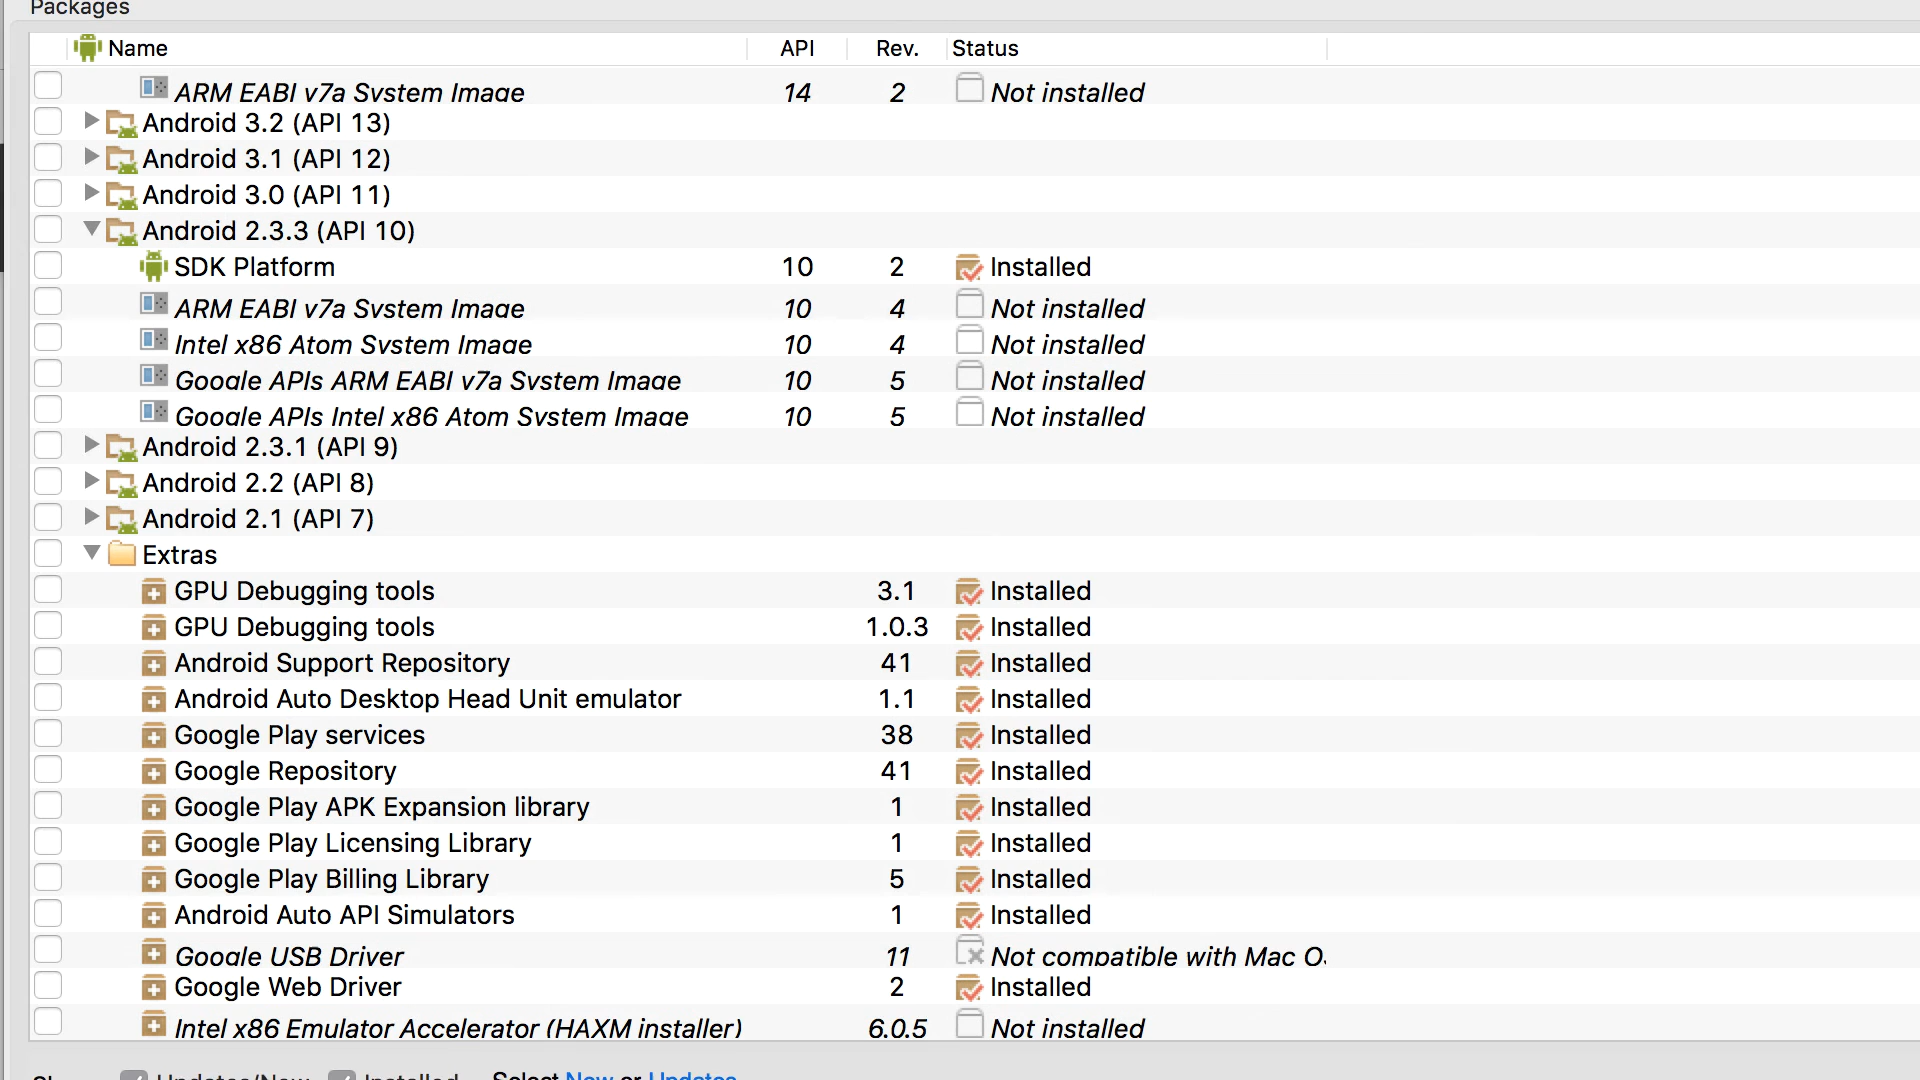 Packages
Name API Rev. Status
ARM EABI v7a System Image 14 2 Not installed
Android 3.2 (API 13)
Android 3.1 (API 12)
Android 3.0 (API 11)
Android 2.3.3 (API 10)
SDK Platform 10 2 Installed
ARM EABI v7a System Image 10 4 Not installed
Intel x86 Atom System Image 10 4 Not installed
Google APIs ARM EABI v7a System Image 10 5 Not installed
Google APIs Intel x86 Atom System Image 10 5 Not installed
Android 2.3.1 (API 9)
Android 2.2 (API 8)
Android 2.1 (API 7)
Extras
GPU Debugging tools 3.1 Installed
GPU Debugging tools 1.0.3 Installed
Android Support Repository 41 Installed
Android Auto Desktop Head Unit emulator 1.1 Installed
Google Play services 38 Installed
Google Repository 41 Installed
Google Play APK Expansion library 1 Installed
Google Play Licensing Library 1 Installed
Google Play Billing Library 5 Installed
Android Auto API Simulators 1 Installed
Google USB Driver 11 Not compatible with Mac O
Google Web Driver 2 Installed
Intel x86 Emulator Accelerator (HAXM installer) 6.0.5 Not installed
Updates/New Installed Select New or Updates